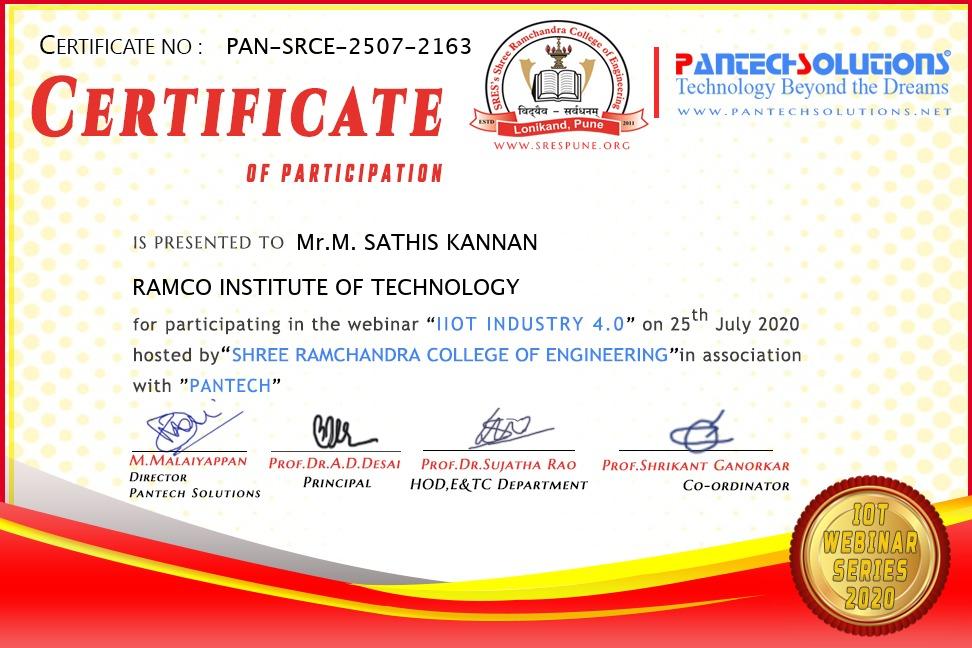 CERTIFICATE NO : PAN-SRCE-2507-2163
CERTIFICATE
OF PARTICIPATION
SRES's Shree Ramchandra College of Engineering
विद्ययैव - सर्वधनम्
ESTD 2011
Lonikand, Pune
WWW.SRESPUNE.ORG
PANTECHSOLUTIONS®
Technology Beyond the Dreams
WWW.PANTECHSOLUTIONS.NET
IS PRESENTED TO Mr.M. SATHIS KANNAN
RAMCO INSTITUTE OF TECHNOLOGY
for participating in the webinar “IIOT INDUSTRY 4.0” on 25th July 2020
hosted by“SHREE RAMCHANDRA COLLEGE OF ENGINEERING”in association
with ”PANTECH”
M.MALAIYAPPAN
DIRECTOR
PANTECH SOLUTIONS
PROF.DR.A.D.DESAI
PRINCIPAL
PROF.DR.SUJATHA RAO
HOD,E&TC DEPARTMENT
PROF.SHRIKANT GANORKAR
CO-ORDINATOR
IOT
WEBINAR
SERIES
2020